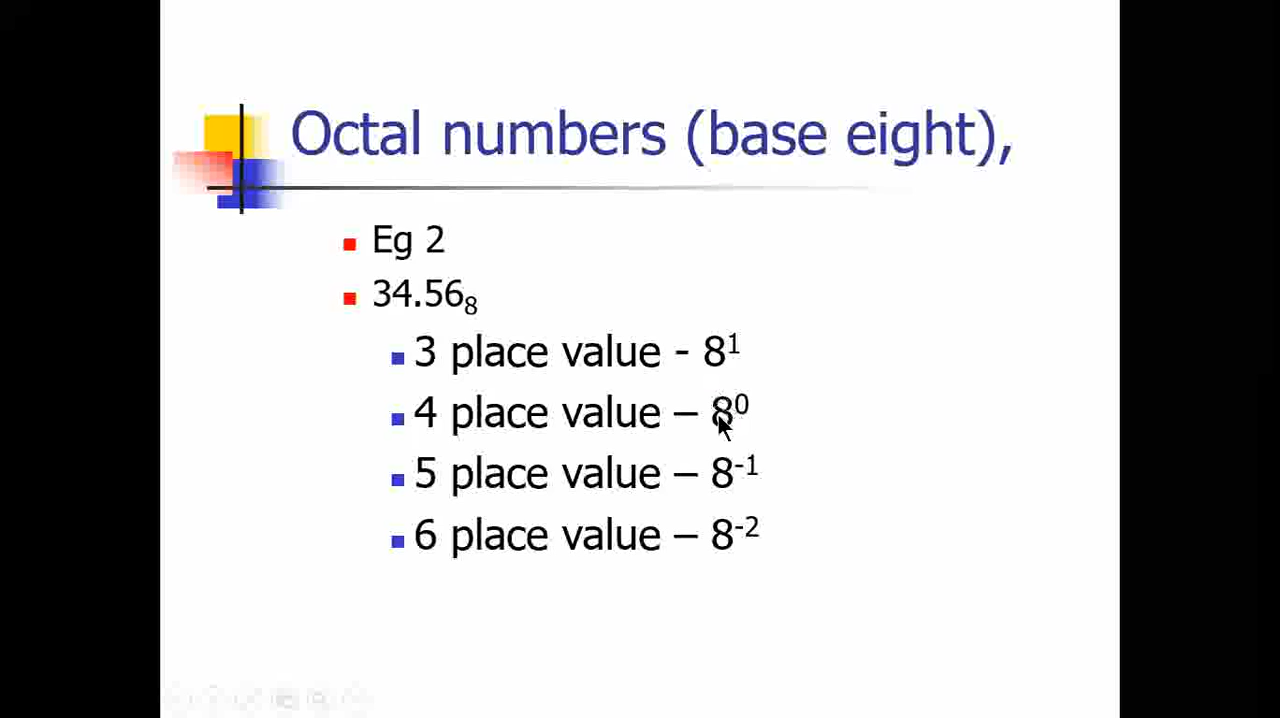 Octal numbers (base eight),
Eg 2
34.56₈
3 place value - 8¹
4 place value – 8⁰
5 place value – 8⁻¹
6 place value – 8⁻²